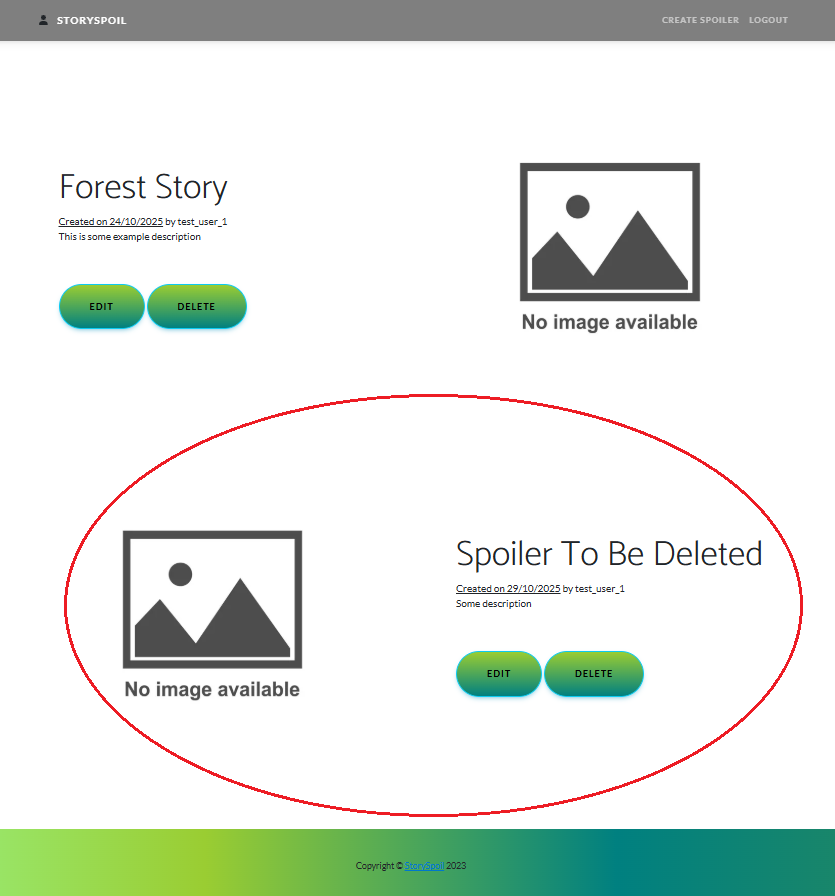 STORYSPOIL
CREATE SPOILER LOGOUT
Forest Story
Created on 24/10/2025 by test_user_1
This is some example description
EDIT DELETE
No image available
No image available
Spoiler To Be Deleted
Created on 29/10/2025 by test_user_1
Some description
EDIT DELETE
Copyright © StorySpoil 2023